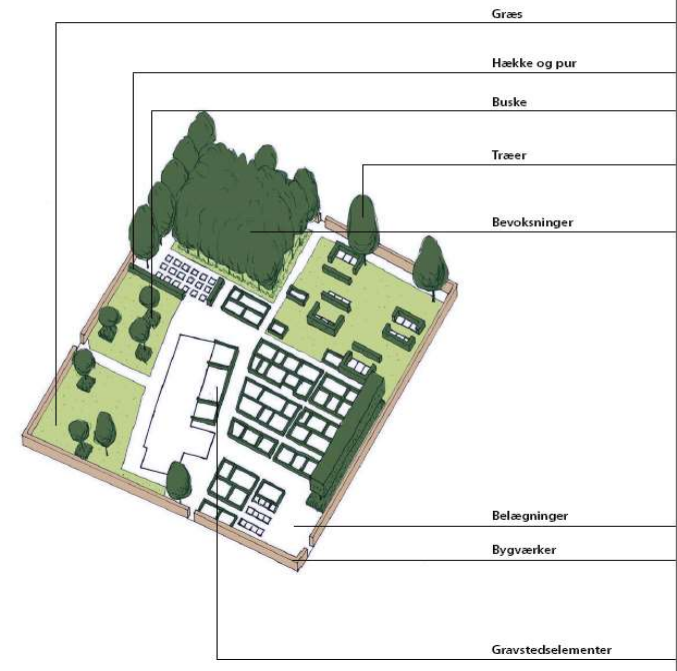 Græs
Hække og pur
Buske
Træer
Bevoksninger
Belægninger
Bygværker
Gravstedselementer